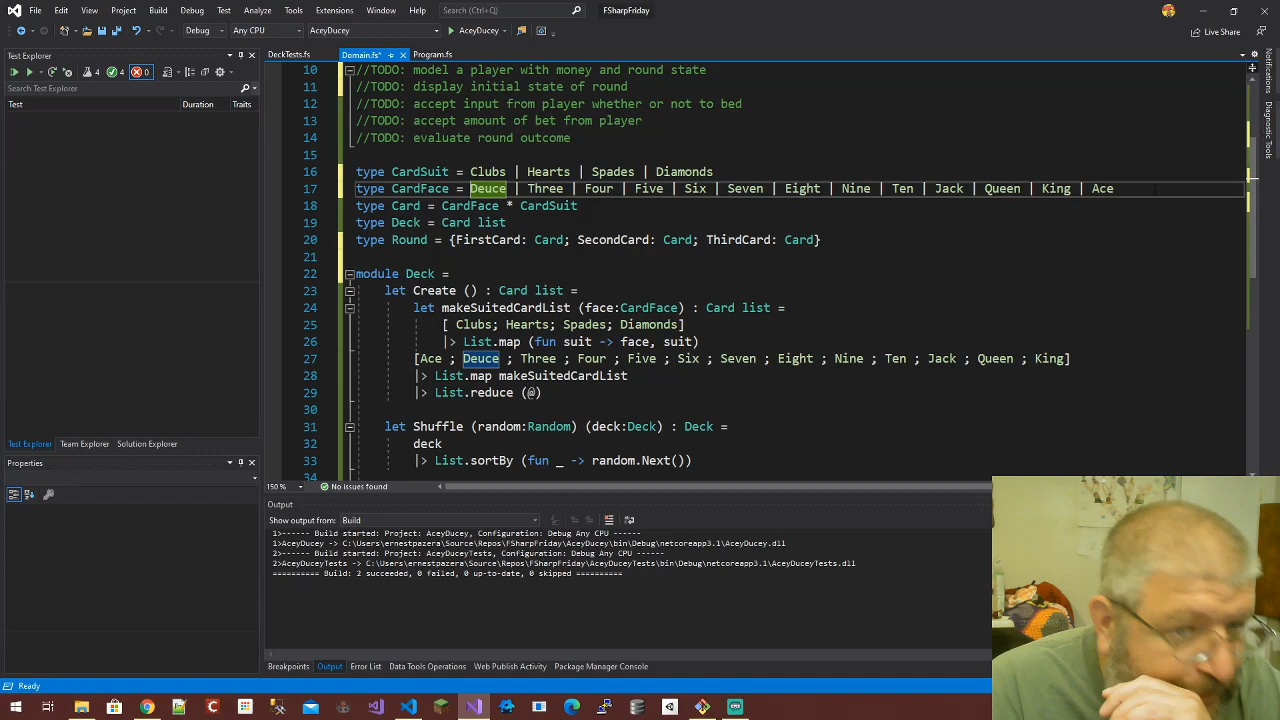 File Edit View Git Project Build Debug Test Analyze Tools Extensions Window Help Search (Ctrl+Q) FSharpFriday
Debug Any CPU AceyDucey AceyDucey Live Share
Test Explorer
4 4 0
Search Test Explorer
Test Duration Traits
DeckTests.fs Domain.fs* Program.fs
10 //TODO: model a player with money and round state
11 //TODO: display initial state of round
12 //TODO: accept input from player whether or not to bed
13 //TODO: accept amount of bet from player
14 //TODO: evaluate round outcome
15
16 type CardSuit = Clubs | Hearts | Spades | Diamonds
17 type CardFace = Deuce | Three | Four | Five | Six | Seven | Eight | Nine | Ten | Jack | Queen | King | Ace
18 type Card = CardFace * CardSuit
19 type Deck = Card list
20 type Round = {FirstCard: Card; SecondCard: Card; ThirdCard: Card}
21
22 module Deck =
23 let Create () : Card list =
24 let makeSuitedCardList (face:CardFace) : Card list =
25 [ Clubs; Hearts; Spades; Diamonds]
26 |> List.map (fun suit -> face, suit)
27 [Ace ; Deuce ; Three ; Four ; Five ; Six ; Seven ; Eight ; Nine ; Ten ; Jack ; Queen ; King]
28 |> List.map makeSuitedCardList
29 |> List.reduce (@)
30
31 let Shuffle (random:Random) (deck:Deck) : Deck =
32 deck
33 |> List.sortBy (fun _ -> random.Next())
34
150 % No issues found
Notifications
Diagnostic Tools
Test Explorer Team Explorer Solution Explorer
Properties
Output
Show output from: Build
1>------ Build started: Project: AceyDucey, Configuration: Debug Any CPU ------
1>AceyDucey -> C:\Users\ernestpazera\Source\Repos\FSharpFriday\AceyDucey\bin\Debug\netcoreapp3.1\AceyDucey.dll
2>------ Build started: Project: AceyDuceyTests, Configuration: Debug Any CPU ------
2>AceyDuceyTests -> C:\Users\ernestpazera\Source\Repos\FSharpFriday\AceyDuceyTests\bin\Debug\netcoreapp3.1\AceyDuceyTests.dll
========== Build: 2 succeeded, 0 failed, 0 up-to-date, 0 skipped ==========
Breakpoints Output Error List Data Tools Operations Web Publish Activity Package Manager Console
Ready